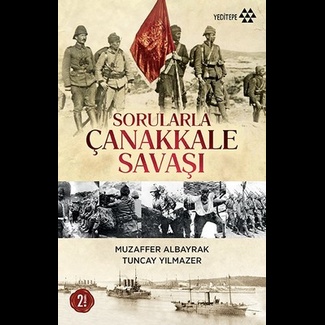 YEDİTEPE
SORULARLA
ÇANAKKALE
SAVAŞI
MUZAFFER ALBAYRAK
TUNCAY YILMAZER
2!